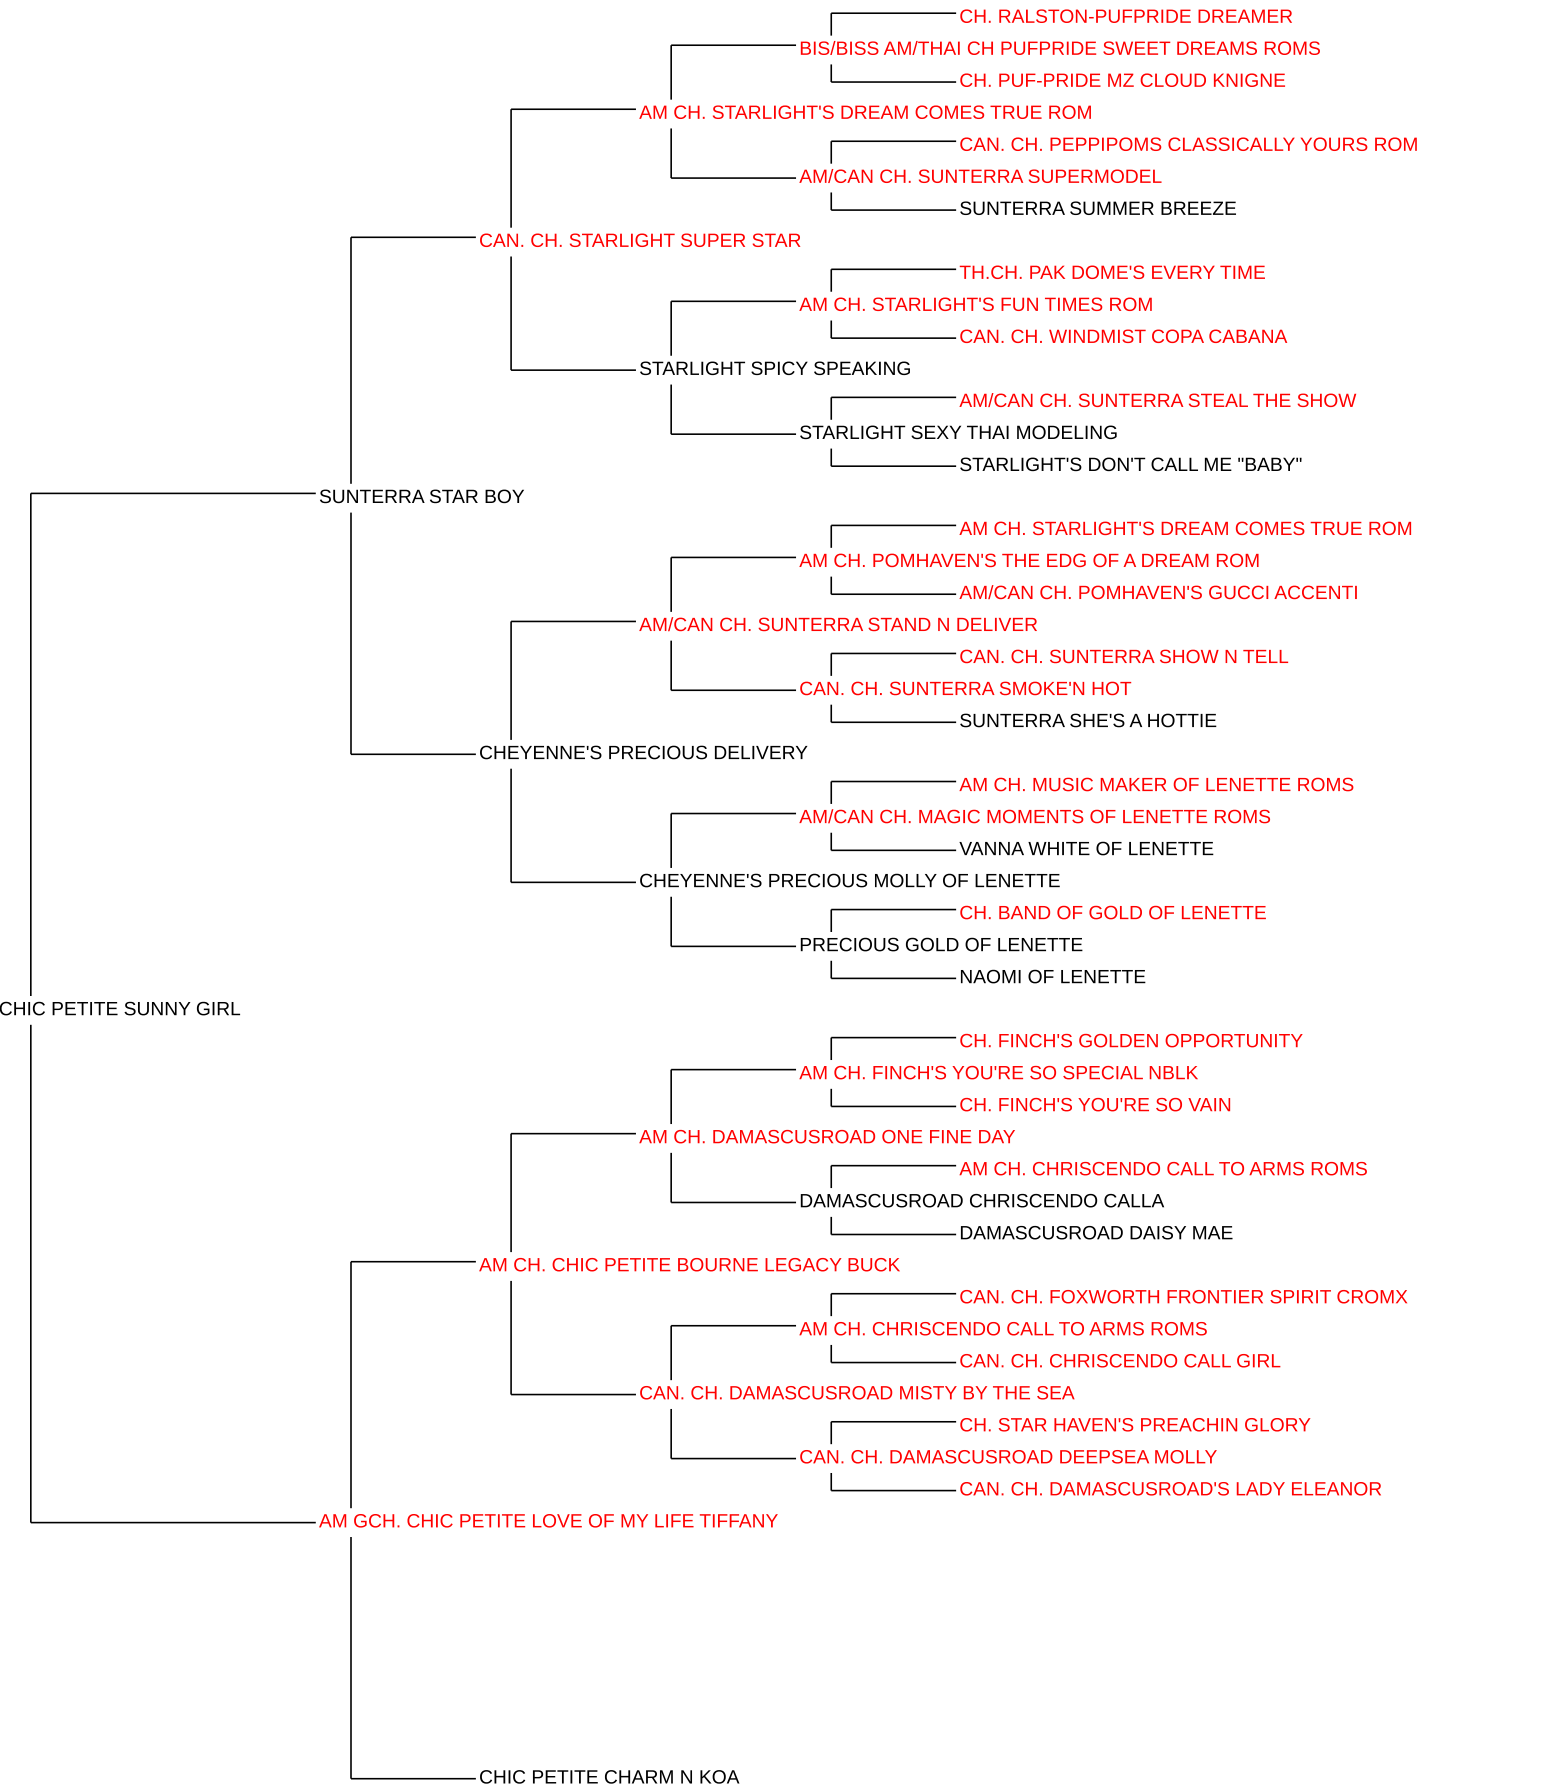 CH. RALSTON-PUFPRIDE DREAMER
BIS/BISS AM/THAI CH PUFPRIDE SWEET DREAMS ROMS
CH. PUF-PRIDE MZ CLOUD KNIGNE
AM CH. STARLIGHT'S DREAM COMES TRUE ROM
CAN. CH. PEPPIPOMS CLASSICALLY YOURS ROM
AM/CAN CH. SUNTERRA SUPERMODEL
SUNTERRA SUMMER BREEZE
CAN. CH. STARLIGHT SUPER STAR
TH.CH. PAK DOME'S EVERY TIME
AM CH. STARLIGHT'S FUN TIMES ROM
CAN. CH. WINDMIST COPA CABANA
STARLIGHT SPICY SPEAKING
AM/CAN CH. SUNTERRA STEAL THE SHOW
STARLIGHT SEXY THAI MODELING
STARLIGHT'S DON'T CALL ME "BABY"
SUNTERRA STAR BOY
AM CH. STARLIGHT'S DREAM COMES TRUE ROM
AM CH. POMHAVEN'S THE EDG OF A DREAM ROM
AM/CAN CH. POMHAVEN'S GUCCI ACCENTI
AM/CAN CH. SUNTERRA STAND N DELIVER
CAN. CH. SUNTERRA SHOW N TELL
CAN. CH. SUNTERRA SMOKE'N HOT
SUNTERRA SHE'S A HOTTIE
CHEYENNE'S PRECIOUS DELIVERY
AM CH. MUSIC MAKER OF LENETTE ROMS
AM/CAN CH. MAGIC MOMENTS OF LENETTE ROMS
VANNA WHITE OF LENETTE
CHEYENNE'S PRECIOUS MOLLY OF LENETTE
CH. BAND OF GOLD OF LENETTE
PRECIOUS GOLD OF LENETTE
NAOMI OF LENETTE
CHIC PETITE SUNNY GIRL
CH. FINCH'S GOLDEN OPPORTUNITY
AM CH. FINCH'S YOU'RE SO SPECIAL NBLK
CH. FINCH'S YOU'RE SO VAIN
AM CH. DAMASCUSROAD ONE FINE DAY
AM CH. CHRISCENDO CALL TO ARMS ROMS
DAMASCUSROAD CHRISCENDO CALLA
DAMASCUSROAD DAISY MAE
AM CH. CHIC PETITE BOURNE LEGACY BUCK
CAN. CH. FOXWORTH FRONTIER SPIRIT CROMX
AM CH. CHRISCENDO CALL TO ARMS ROMS
CAN. CH. CHRISCENDO CALL GIRL
CAN. CH. DAMASCUSROAD MISTY BY THE SEA
CH. STAR HAVEN'S PREACHIN GLORY
CAN. CH. DAMASCUSROAD DEEPSEA MOLLY
CAN. CH. DAMASCUSROAD'S LADY ELEANOR
AM GCH. CHIC PETITE LOVE OF MY LIFE TIFFANY
CHIC PETITE CHARM N KOA